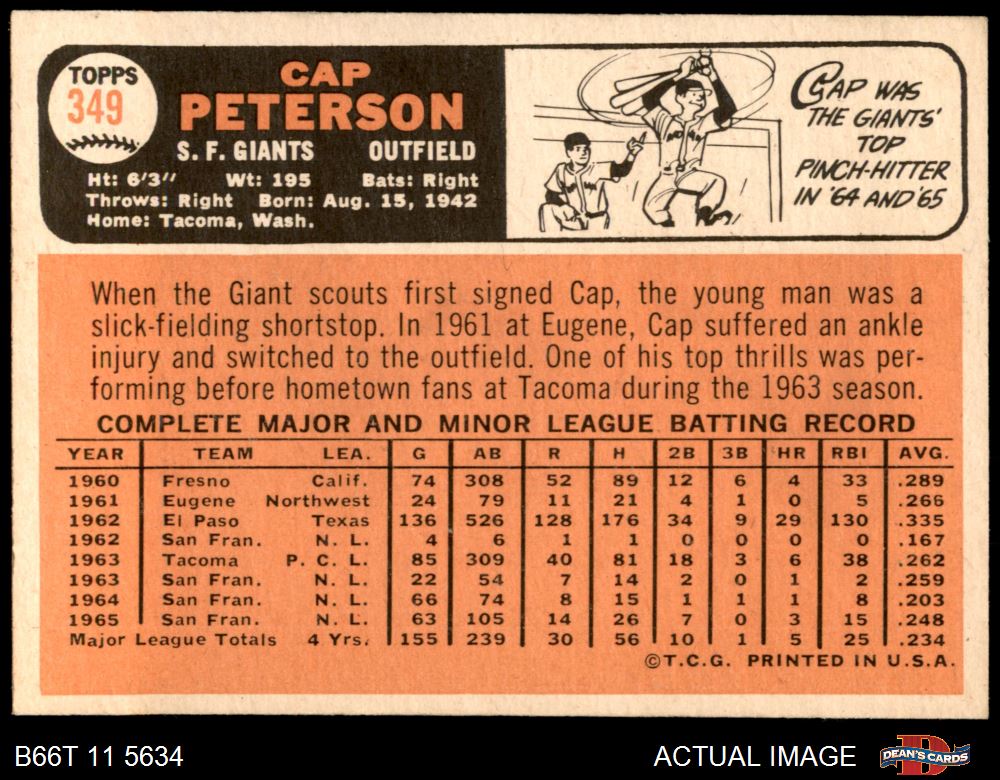 TOPPS
349
CAP
PETERSON
S. F. GIANTS OUTFIELD
Ht: 6'3" Wt: 195 Bats: Right
Throws: Right Born: Aug. 15, 1942
Home: Tacoma, Wash.
CAP WAS
THE GIANTS'
TOP
PINCH-HITTER
IN '64 AND '65
When the Giant scouts first signed Cap, the young man was a
slick-fielding shortstop. In 1961 at Eugene, Cap suffered an ankle
injury and switched to the outfield. One of his top thrills was per-
forming before hometown fans at Tacoma during the 1963 season.
COMPLETE MAJOR AND MINOR LEAGUE BATTING RECORD
YEAR TEAM LEA. G AB R H 2B 3B HR RBI AVG.
1960 Fresno Calif. 74 308 52 89 12 6 4 33 .289
1961 Eugene Northwest 24 79 11 21 4 1 0 5 .266
1962 El Paso Texas 136 526 128 176 34 9 29 130 .335
1962 San Fran. N. L. 4 6 1 1 0 0 0 0 .167
1963 Tacoma P. C. L. 85 309 40 81 18 3 6 38 .262
1963 San Fran. N. L. 22 54 7 14 2 0 1 2 .259
1964 San Fran. N. L. 66 74 8 15 1 1 1 8 .203
1965 San Fran. N. L. 63 105 14 26 7 0 3 15 .248
Major League Totals 4 Yrs. 155 239 30 56 10 1 5 25 .234
©T.C.G. PRINTED IN U.S.A.
B66T 11 5634 ACTUAL IMAGE DEAN'S CARDS